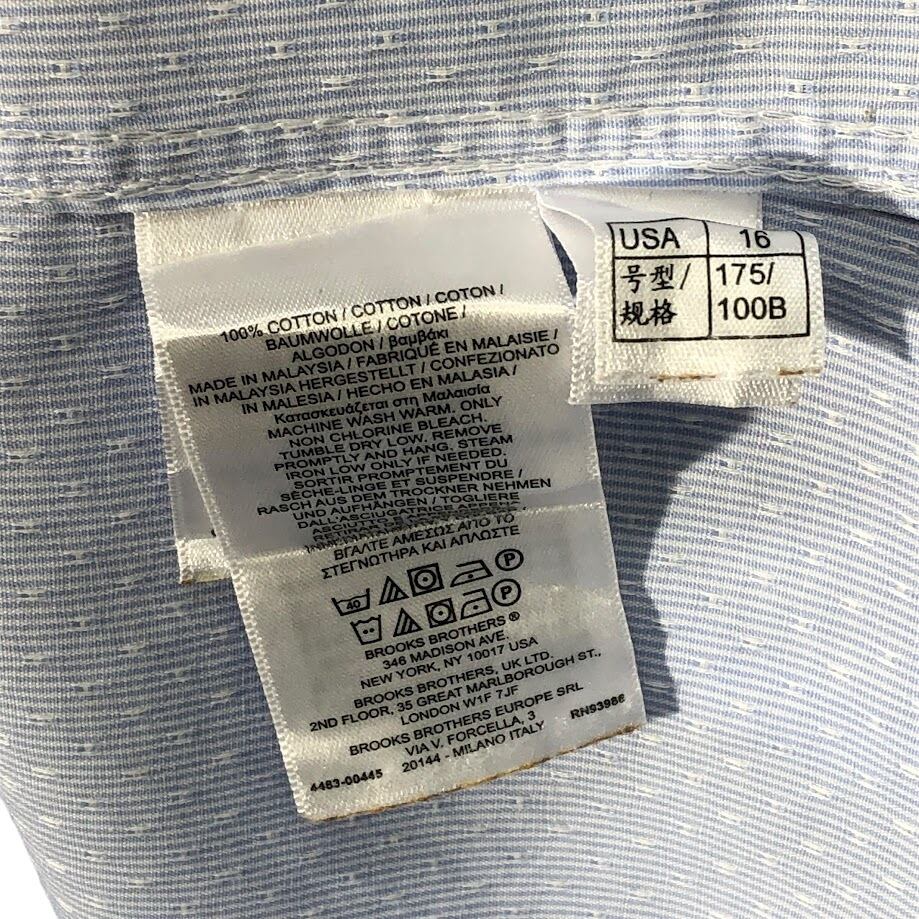 100% COTTON / COTTON / COTON /
BAUMWOLLE / COTONE /
ALGODON / βαμβάκι
MADE IN MALAYSIA / FABRIQUÉ EN MALAISIE /
IN MALAYSIA HERGESTELLT / CONFEZIONATO
IN MALESIA / HECHO EN MALASIA /
Κατασκευάζεται στη Μαλαισία
MACHINE WASH WARM. ONLY
NON CHLORINE BLEACH.
TUMBLE DRY LOW. REMOVE
PROMPTLY AND HANG. STEAM
IRON LOW ONLY IF NEEDED.
SORTIR PROMPTEMENT DU
SÈCHE-LINGE ET SUSPENDRE /
RASCH AUS DEM TROCKNER NEHMEN
UND AUFHÄNGEN / TOGLIERE
DALL'ASCIUGATRICE APPENA
ASCIUTTO E
ΒΓΑΛΤΕ ΑΜΕΣΩΣ ΑΠΟ ΤΟ
ΣΤΕΓΝΩΤΗΡΑ ΚΑΙ ΑΠΛΩΣΤΕ
40 P
P
BROOKS BROTHERS ®
346 MADISON AVE.
NEW YORK, NY 10017 USA
BROOKS BROTHERS, UK LTD.
2ND FLOOR, 35 GREAT MARLBOROUGH ST.,
LONDON W1F 7JF
BROOKS BROTHERS EUROPE SRL
VIA V. FORCELLA, 3
20144 - MILANO ITALY
RN93986
4483-00445
USA 16
号型/ 175/
规格 100B